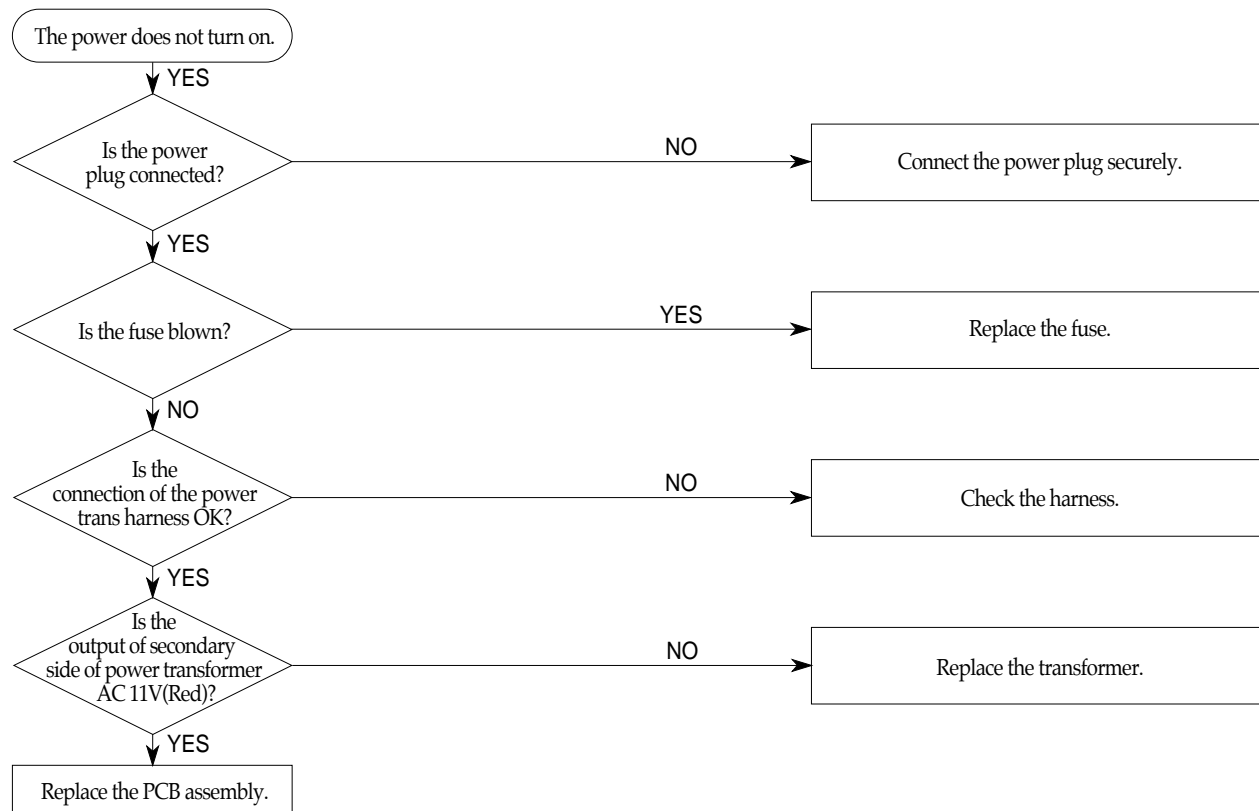 The power does not turn on.
YES
Is the power
plug connected?
NO
Connect the power plug securely.
YES
Is the fuse blown?
YES
Replace the fuse.
NO
Is the
connection of the power
trans harness OK?
NO
Check the harness.
YES
Is the
output of secondary
side of power transformer
AC 11V(Red)?
NO
Replace the transformer.
YES
Replace the PCB assembly.